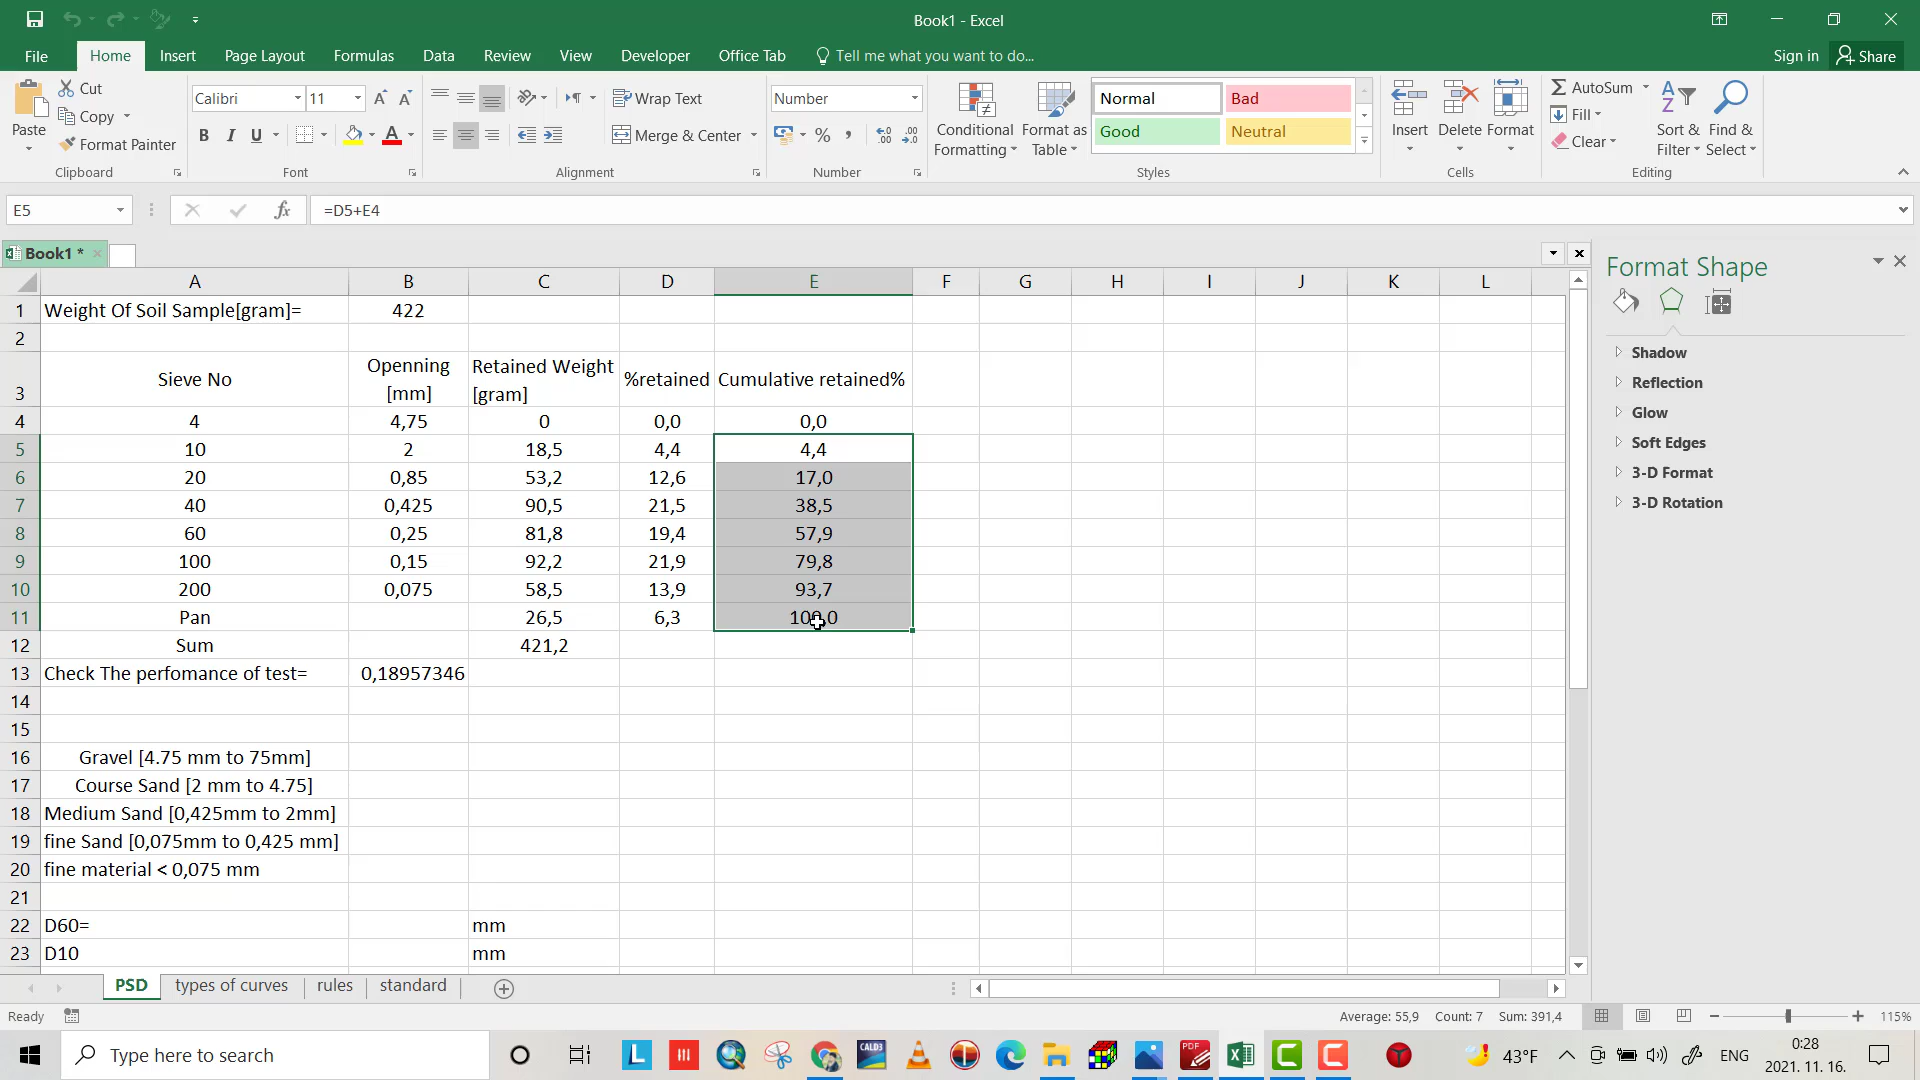 Book1 - Excel
File Home Insert Page Layout Formulas Data Review View Developer Office Tab Tell me what you want to do... Sign in Share
Paste
Cut
Copy
Format Painter
Clipboard
Calibri 11
B I U A
Font
Wrap Text
Merge & Center
Alignment
Number
%
Number
Conditional Formatting
Format as Table
Normal Bad
Good Neutral
Styles
Insert Delete Format
Cells
AutoSum
Fill
Clear
Sort & Filter
Find & Select
Editing
E5 fx =D5+E4
Book1 *
A B C D E F G H I J K L
1 Weight Of Soil Sample[gram]= 422
2
3 Sieve No Openning [mm] Retained Weight [gram] %retained Cumulative retained%
4 4 4,75 0 0,0 0,0
5 10 2 18,5 4,4 4,4
6 20 0,85 53,2 12,6 17,0
7 40 0,425 90,5 21,5 38,5
8 60 0,25 81,8 19,4 57,9
9 100 0,15 92,2 21,9 79,8
10 200 0,075 58,5 13,9 93,7
11 Pan 26,5 6,3 100,0
12 Sum 421,2
13 Check The perfomance of test= 0,18957346
14
15
16 Gravel [4.75 mm to 75mm]
17 Course Sand [2 mm to 4.75]
18 Medium Sand [0,425mm to 2mm]
19 fine Sand [0,075mm to 0,425 mm]
20 fine material < 0,075 mm
21
22 D60= mm
23 D10 mm
Format Shape
Shadow
Reflection
Glow
Soft Edges
3-D Format
3-D Rotation
PSD types of curves rules standard
Ready Average: 55,9 Count: 7 Sum: 391,4 115%
Type here to search
L
CALD3
PDF
43°F ENG
0:28
2021. 11. 16.